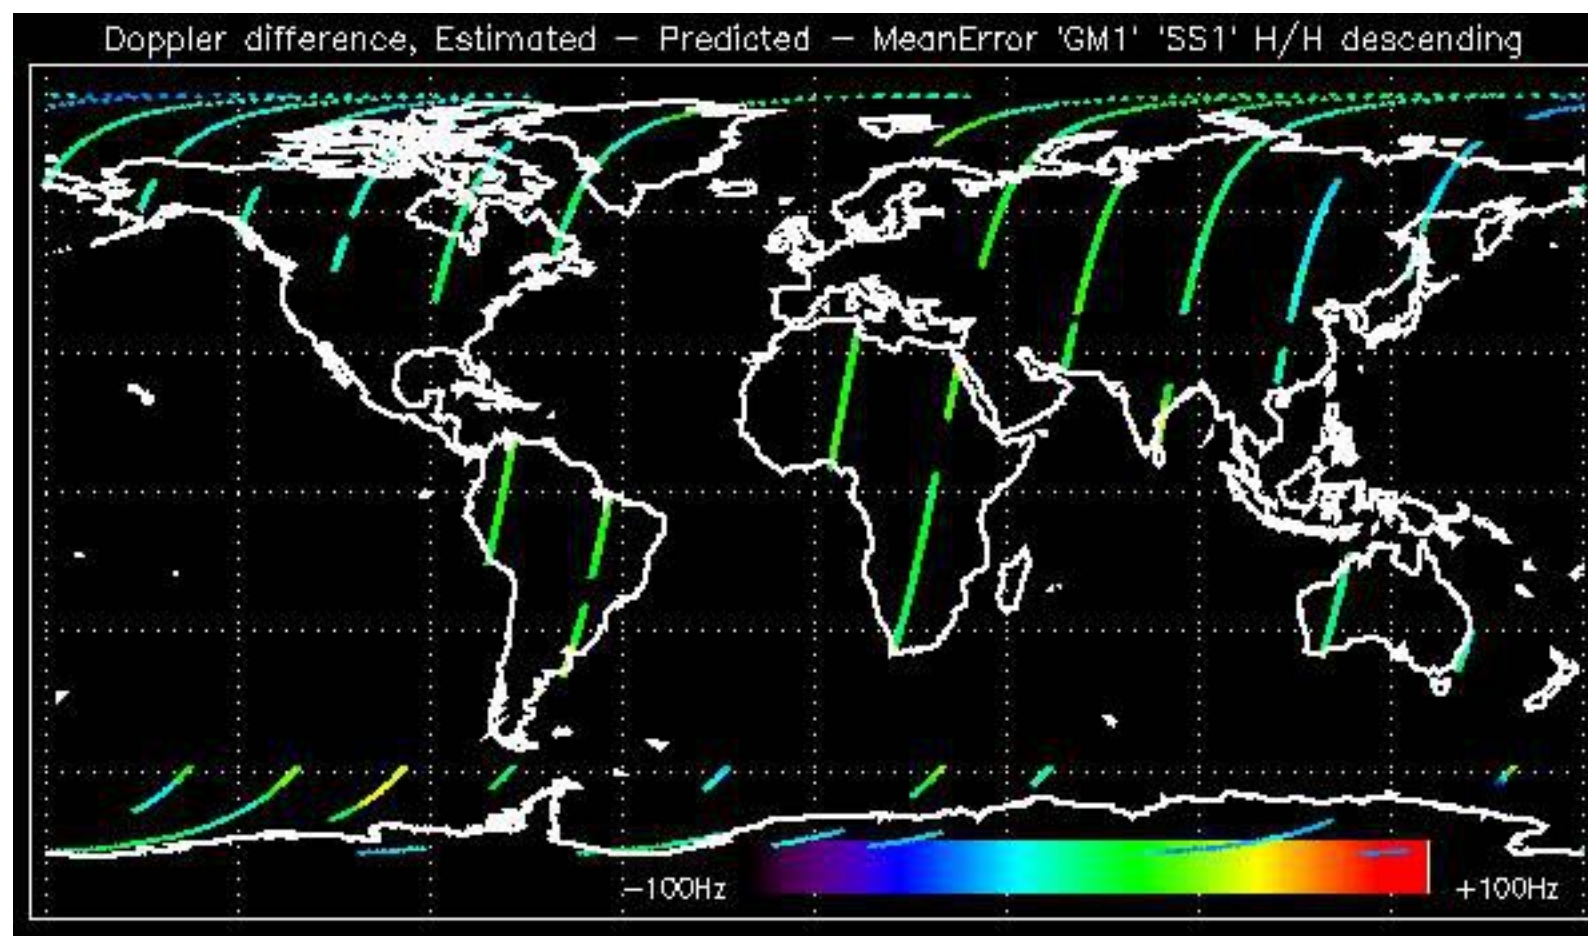 Doppler difference, Estimated – Predicted – MeanError 'GM1' 'SS1' H/H descending
–100Hz
+100Hz